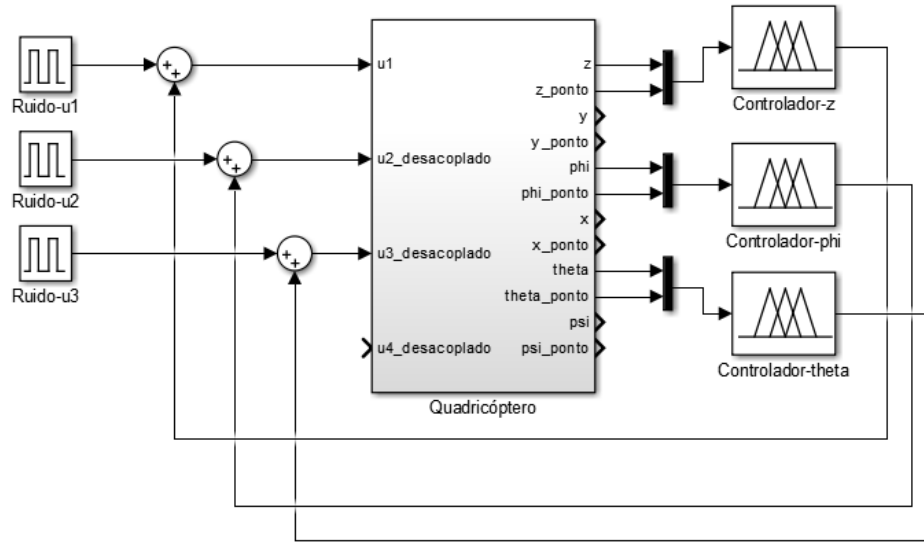 Ruido-u1
Ruido-u2
Ruido-u3
+
+
+
+
+
+
u1
u2_desacoplado
u3_desacoplado
u4_desacoplado
z
z_ponto
y
y_ponto
phi
phi_ponto
x
x_ponto
theta
theta_ponto
psi
psi_ponto
Quadricóptero
Controlador-z
Controlador-phi
Controlador-theta